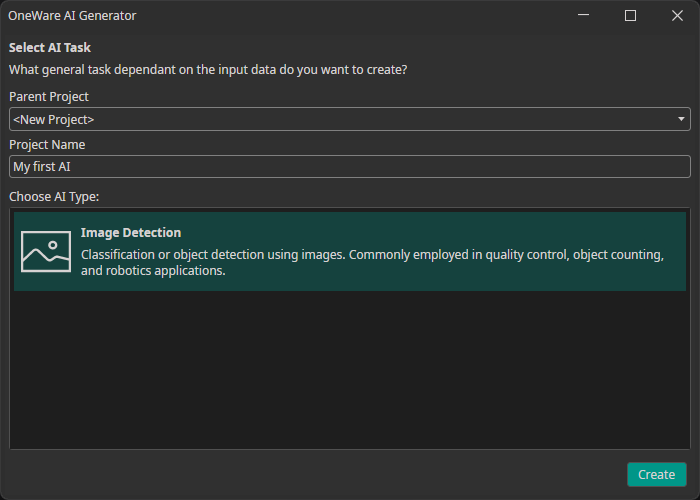 OneWare AI Generator
Select AI Task
What general task dependant on the input data do you want to create?
Parent Project
<New Project>
Project Name
My first AI
Choose AI Type:
Image Detection
Classification or object detection using images. Commonly employed in quality control, object counting,
and robotics applications.
Create